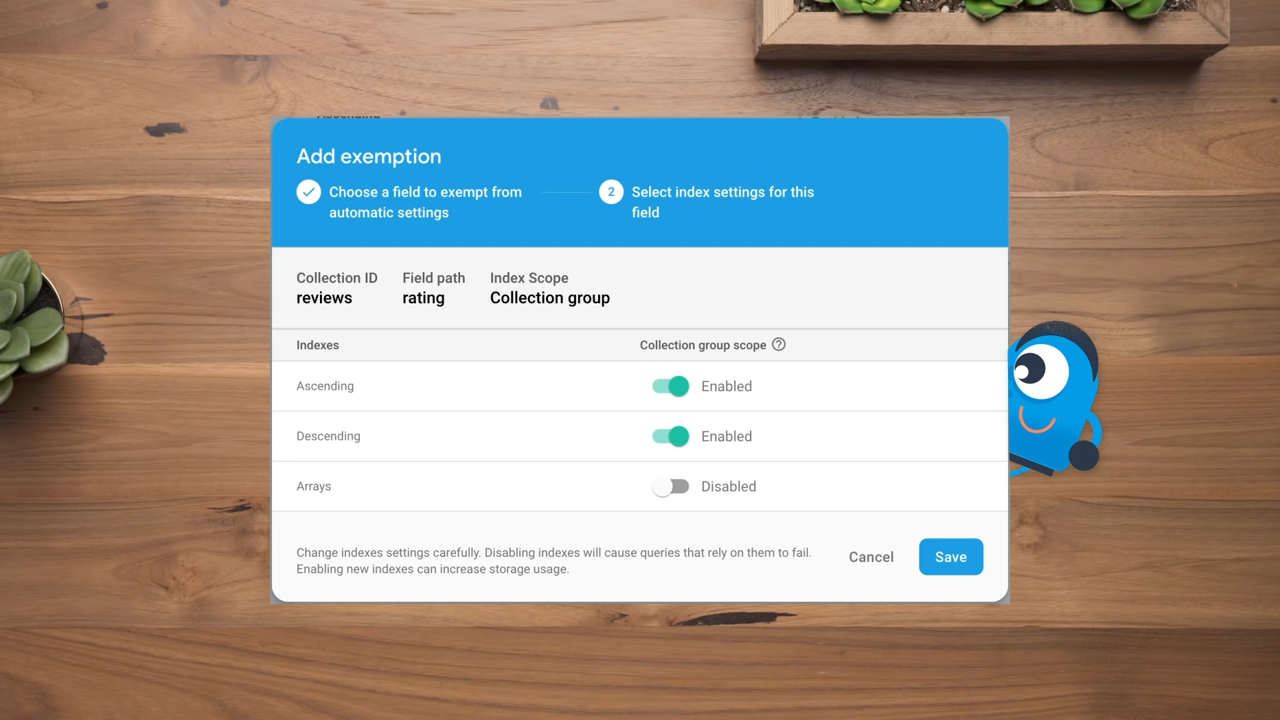 Add exemption
Choose a field to exempt from
automatic settings
2
Select index settings for this
field
Collection ID
Field path
Index Scope
reviews
rating
Collection group
Indexes
Collection group scope
Ascending
Enabled
Descending
Enabled
Arrays
Disabled
Change indexes settings carefully. Disabling indexes will cause queries that rely on them to fail.
Enabling new indexes can increase storage usage.
Cancel
Save